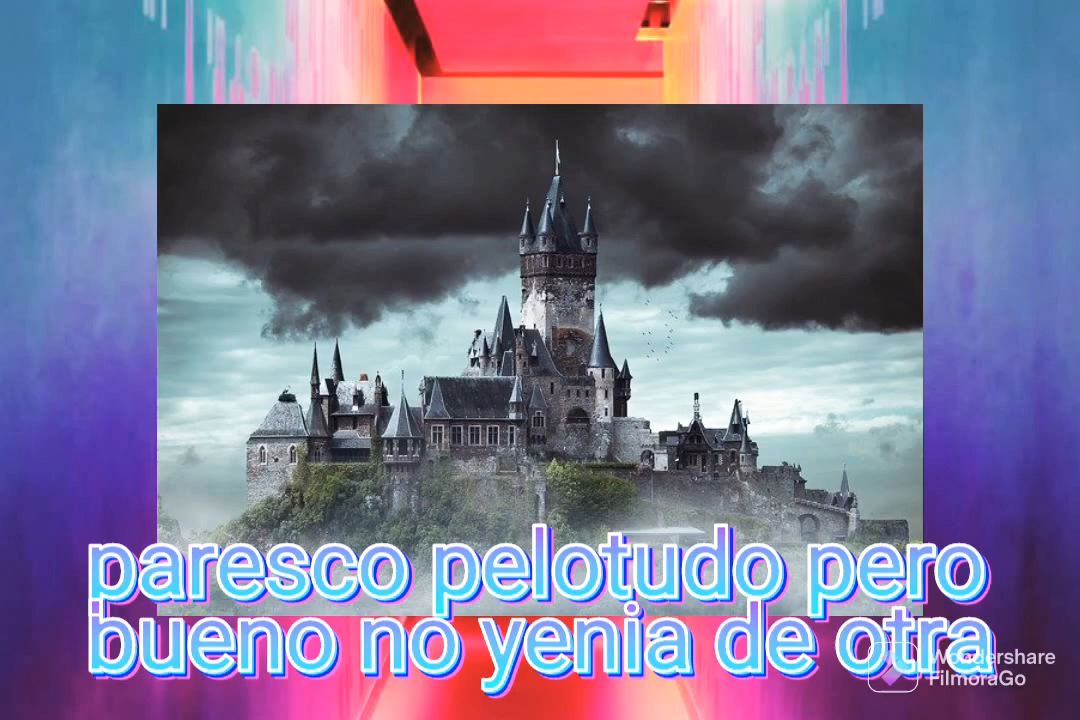 paresco pelotudo pero
bueno no yenia de otra
Wondershare
FilmoraGo